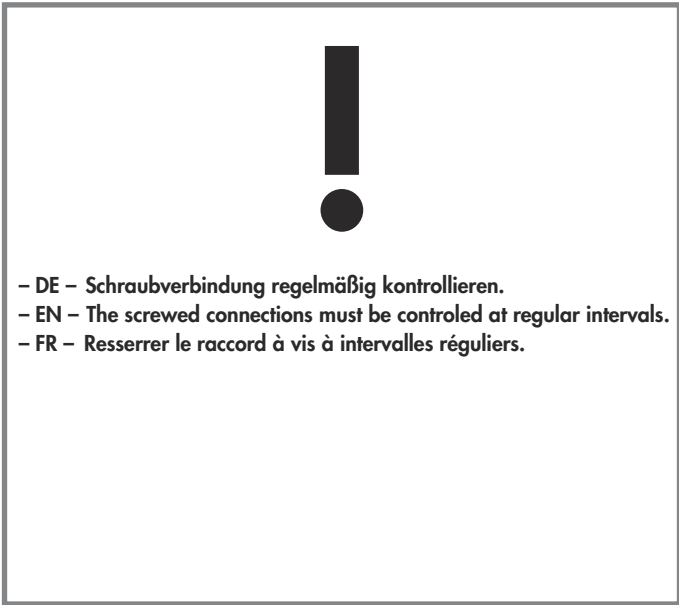 – DE – Schraubverbindung regelmäßig kontrollieren.
– EN – The screwed connections must be controled at regular intervals.
– FR – Resserrer le raccord à vis à intervalles réguliers.